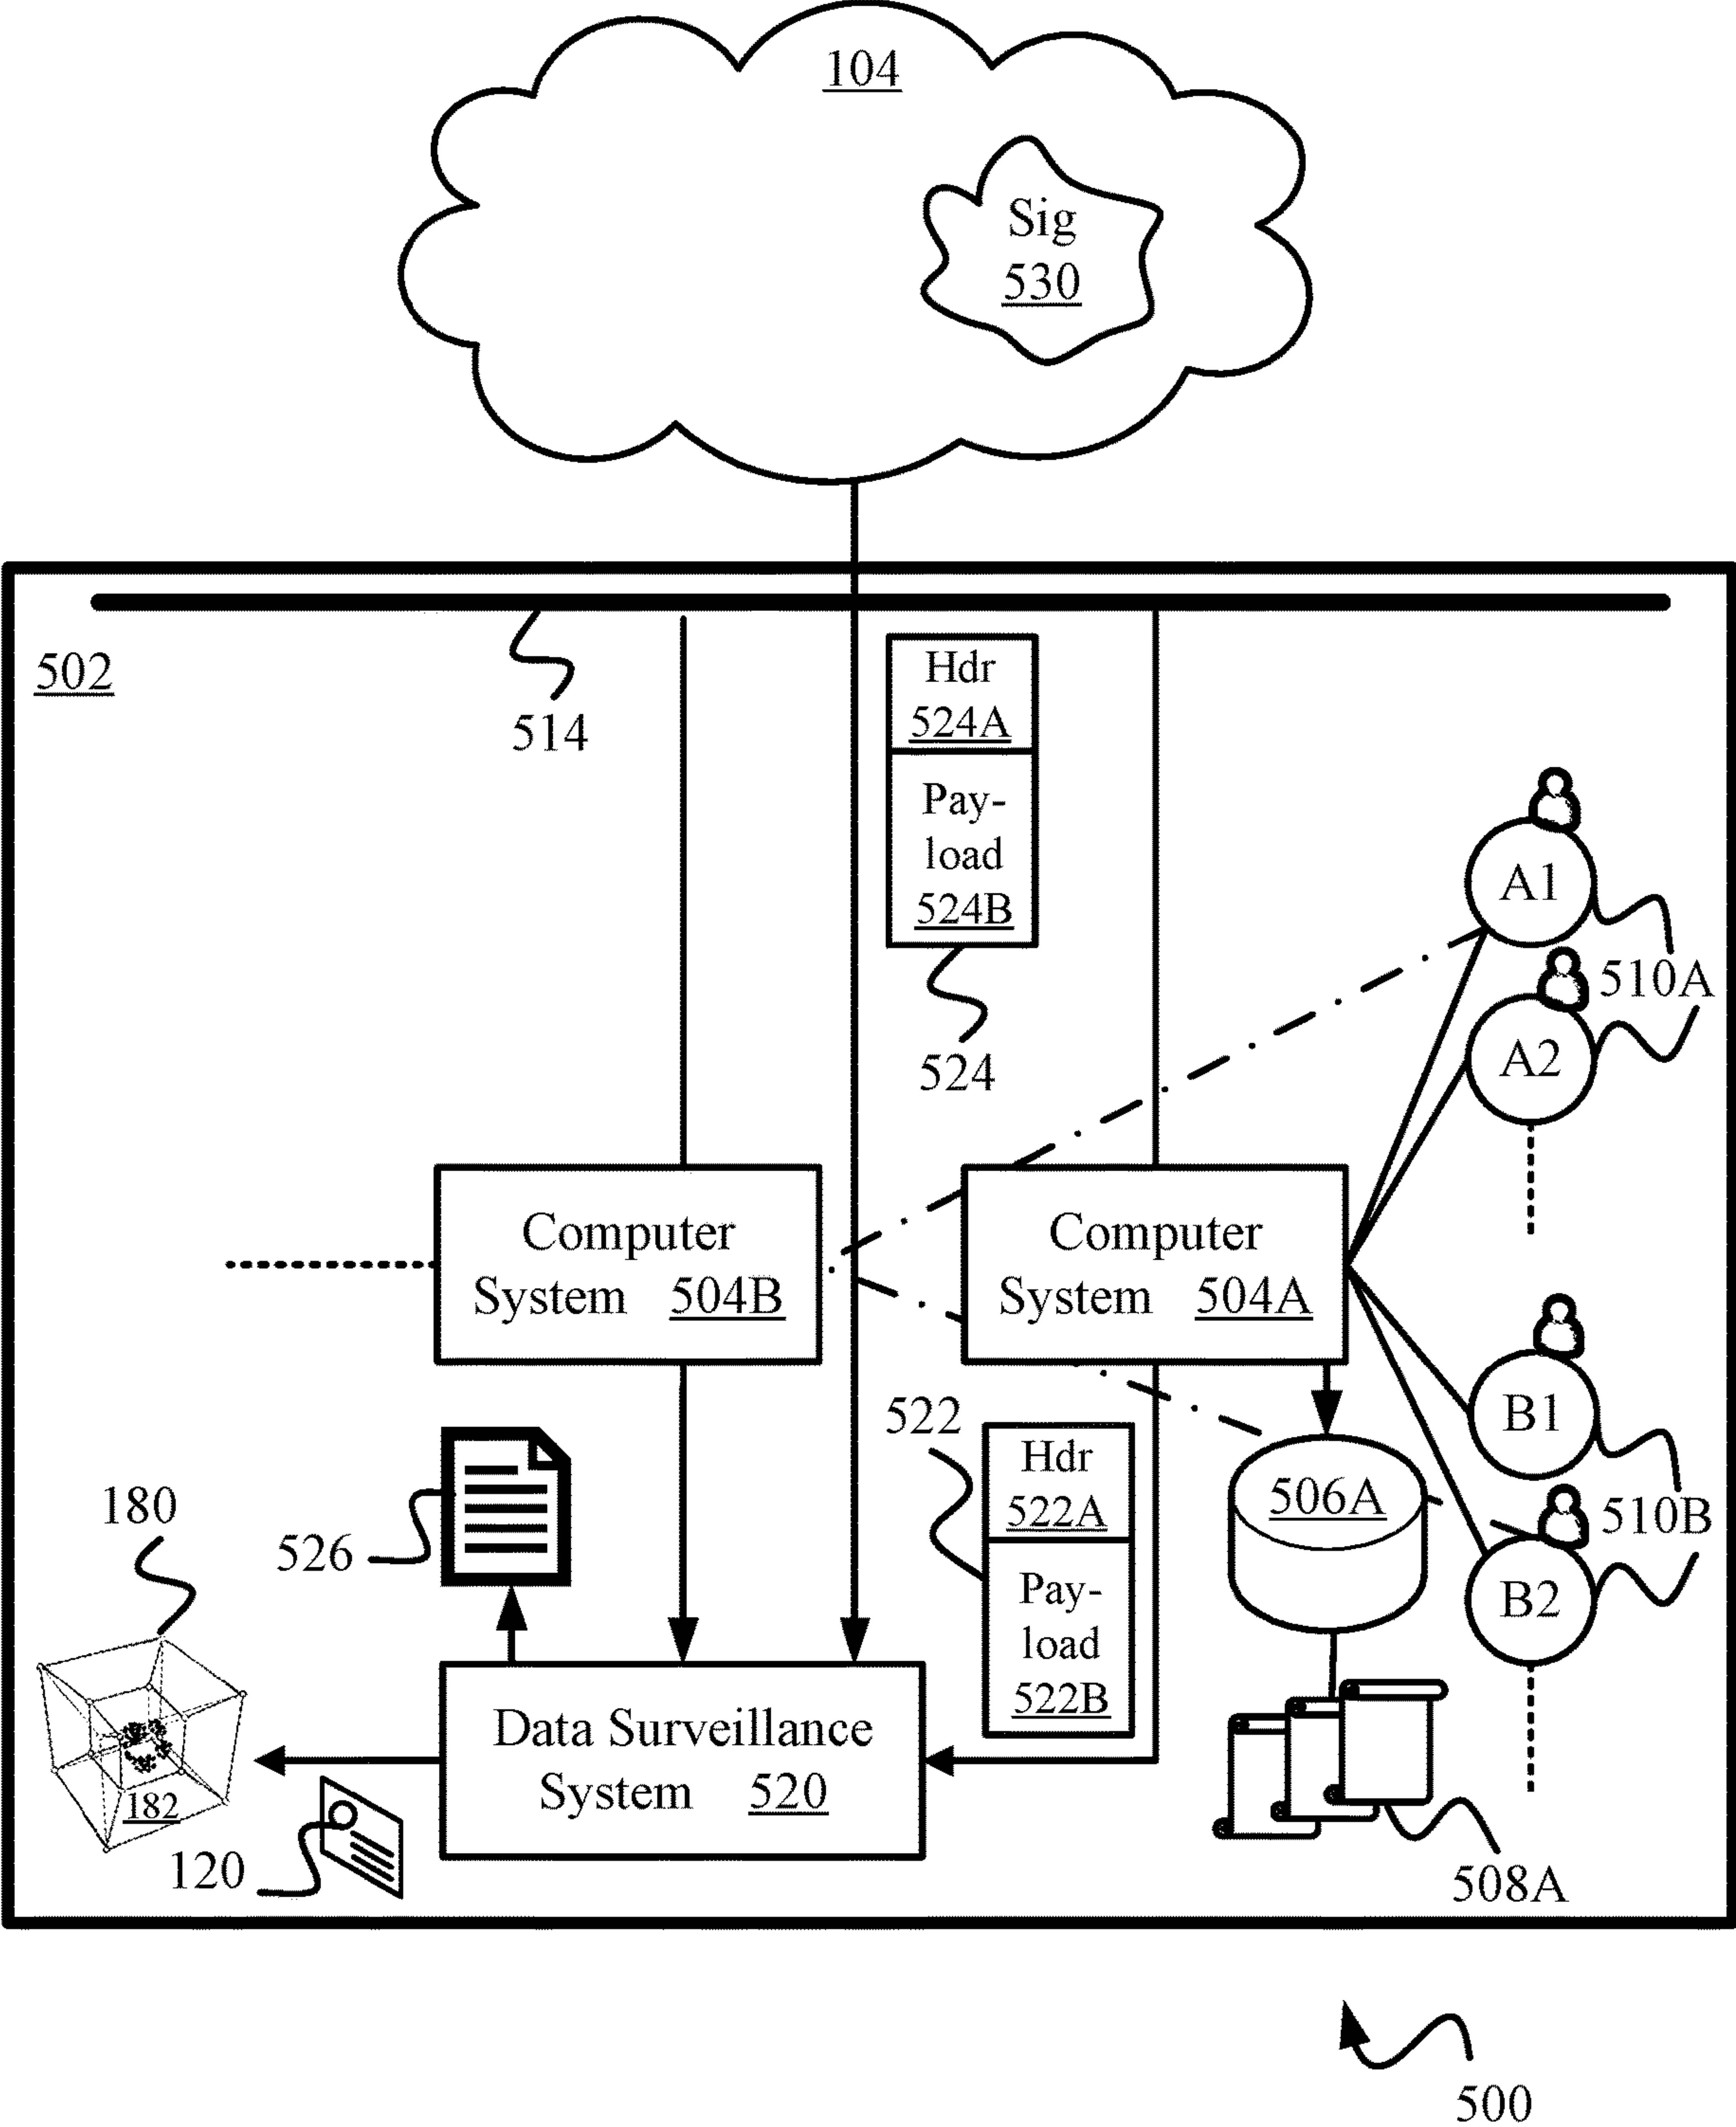 104
Sig
530
502
514
Hdr
524A
Pay-
load
524B
524
A1
510A
A2
Computer
System 504B
Computer
System 504A
B1
510B
B2
522
Hdr
522A
Pay-
load
522B
506A
180
526
182
120
Data Surveillance
System 520
508A
500